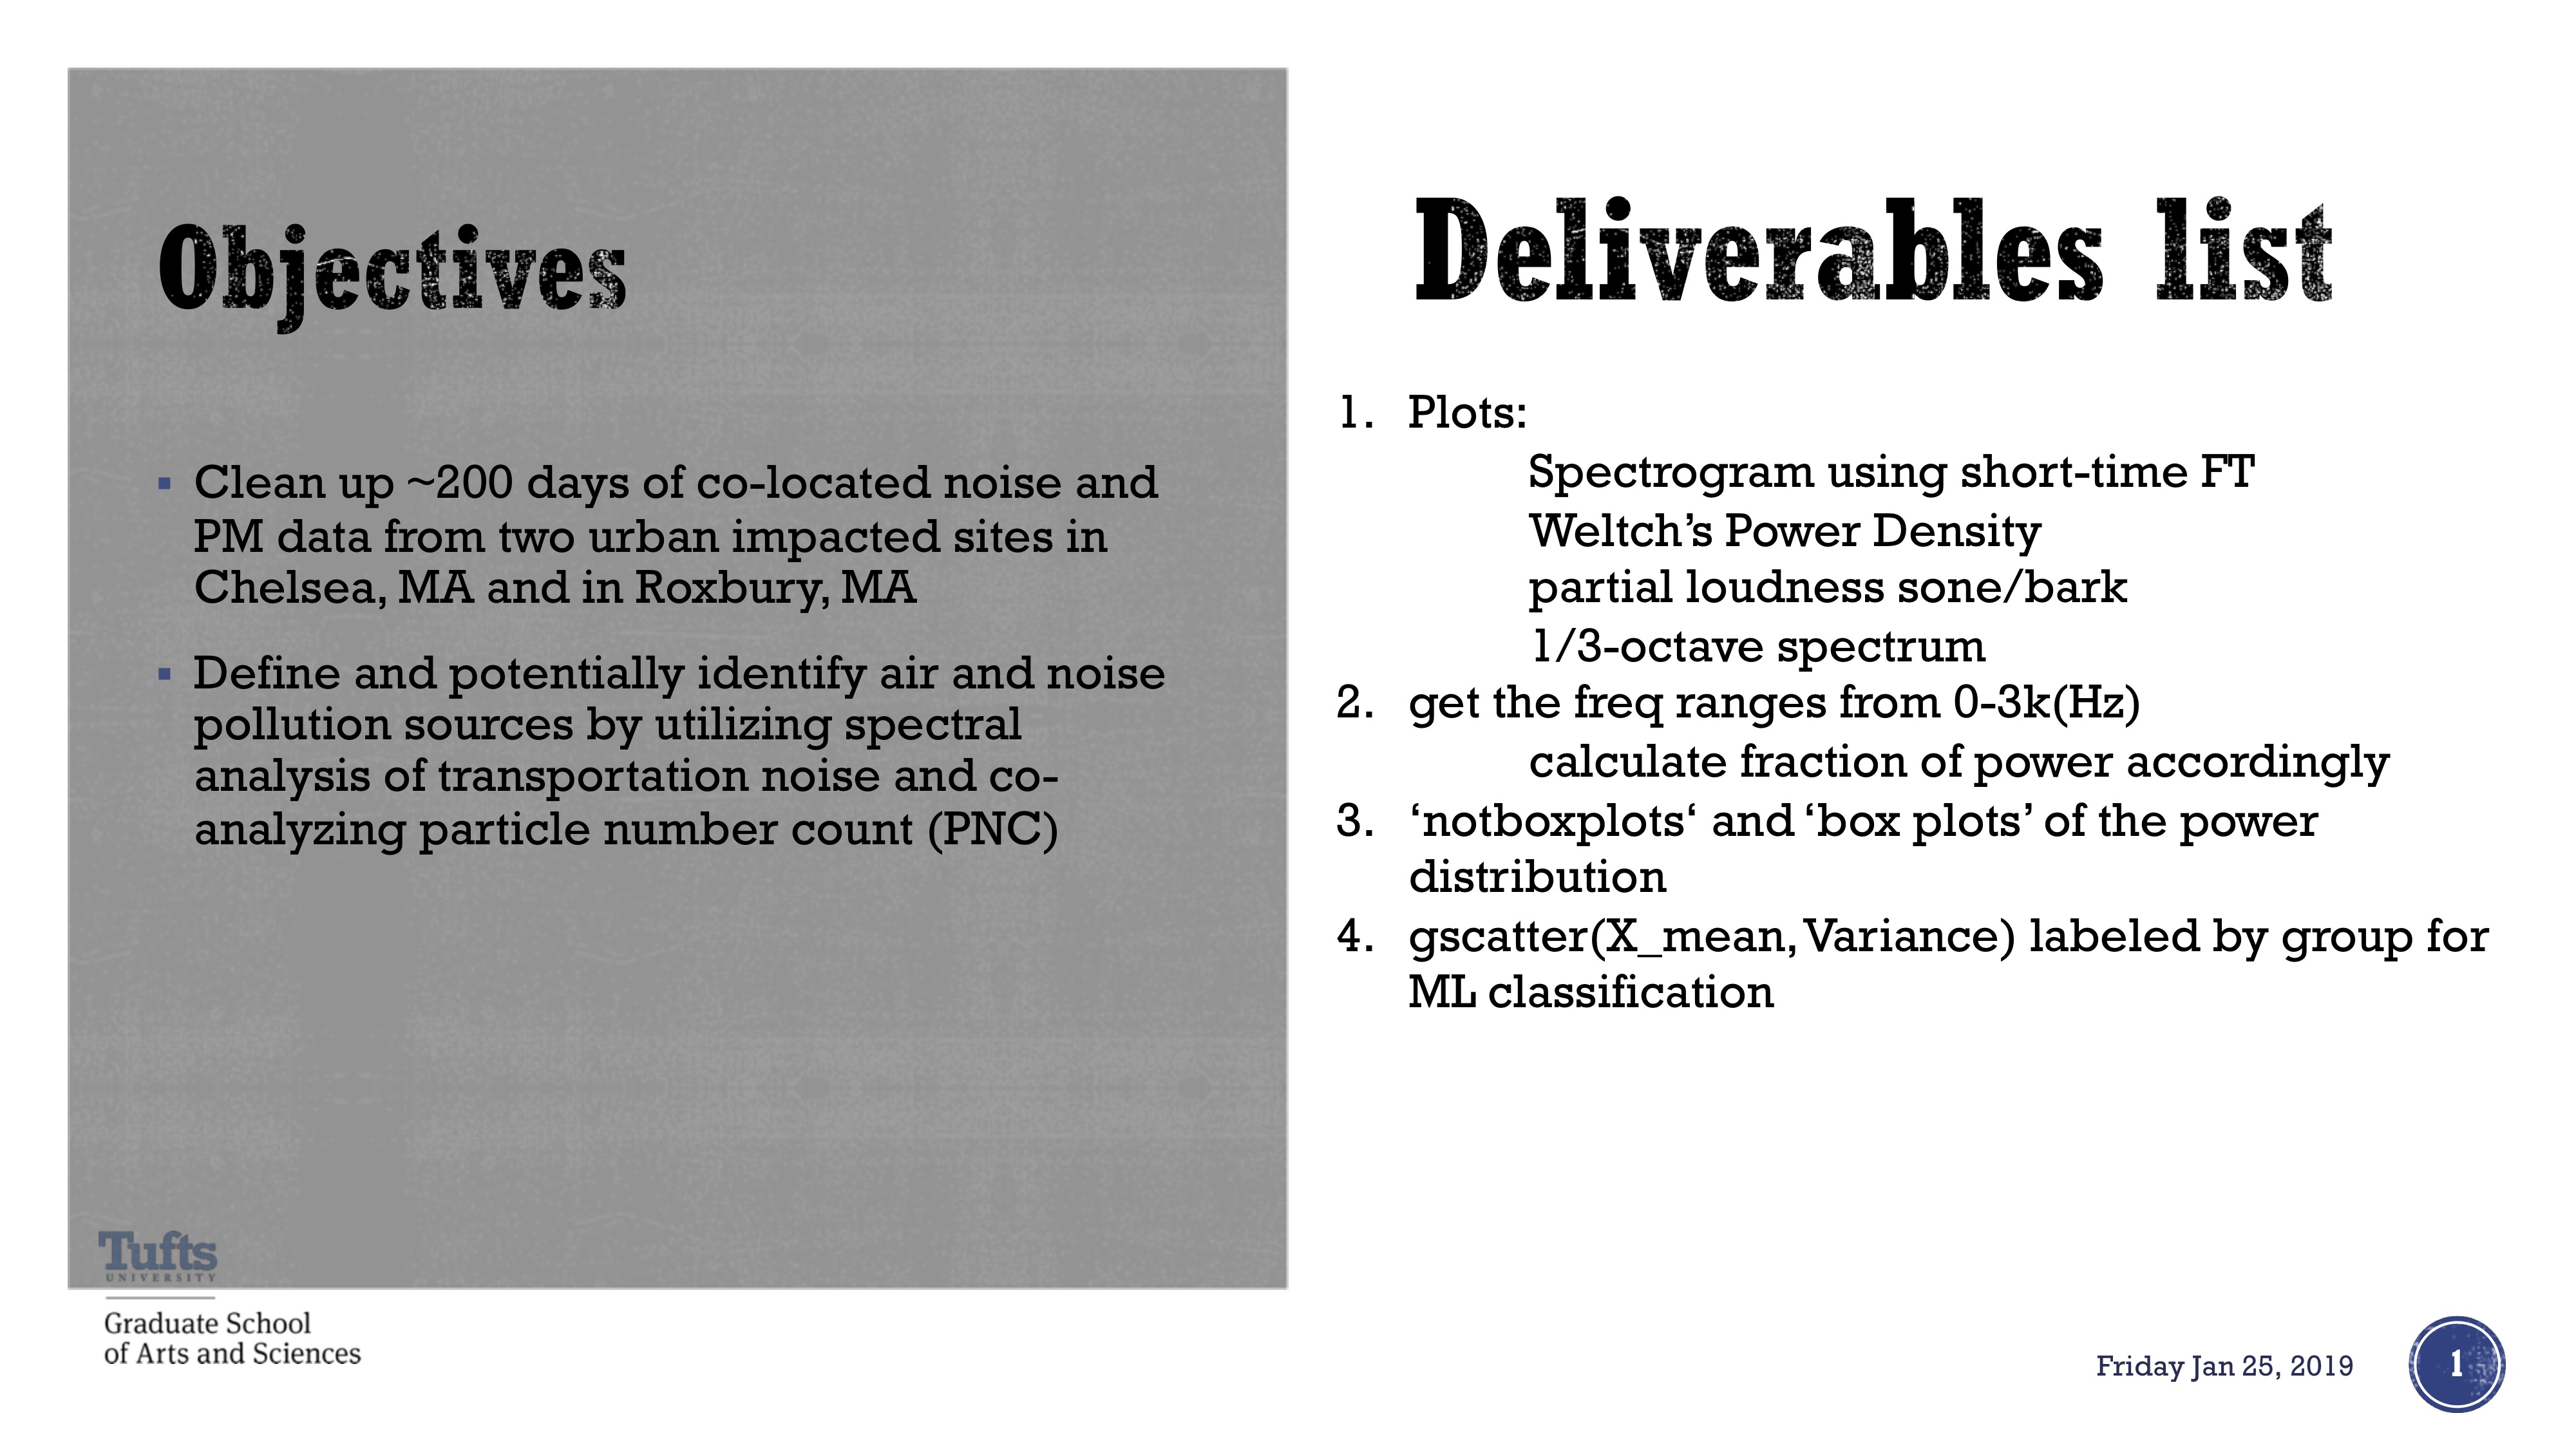 Objectives
▪ Clean up ~200 days of co-located noise and
PM data from two urban impacted sites in
Chelsea, MA and in Roxbury, MA
▪ Define and potentially identify air and noise
pollution sources by utilizing spectral
analysis of transportation noise and co-
analyzing particle number count (PNC)
Deliverables list
1. Plots:
Spectrogram using short-time FT
Weltch’s Power Density
partial loudness sone/bark
1/3-octave spectrum
2. get the freq ranges from 0-3k(Hz)
calculate fraction of power accordingly
3. ‘notboxplots‘ and ‘box plots’ of the power
distribution
4. gscatter(X_mean, Variance) labeled by group for
ML classification
Tufts
UNIVERSITY
Graduate School
of Arts and Sciences
Friday Jan 25, 2019
1